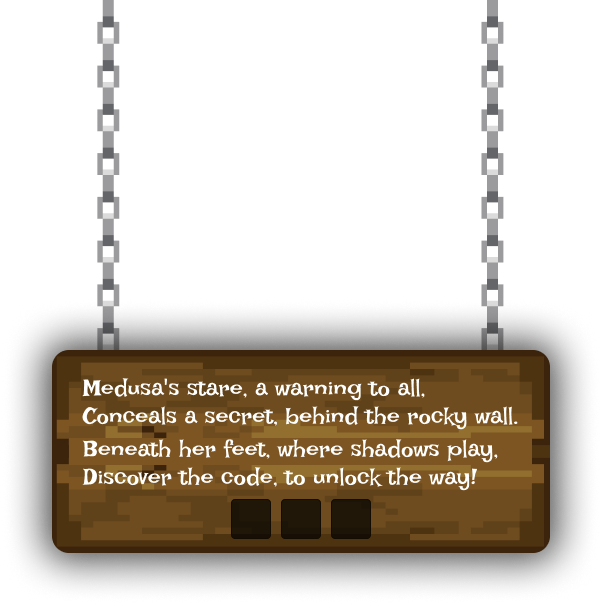 Medusa's stare, a warning to all,
Conceals a secret, behind the rocky wall.
Beneath her feet, where shadows play,
Discover the code, to unlock the way!